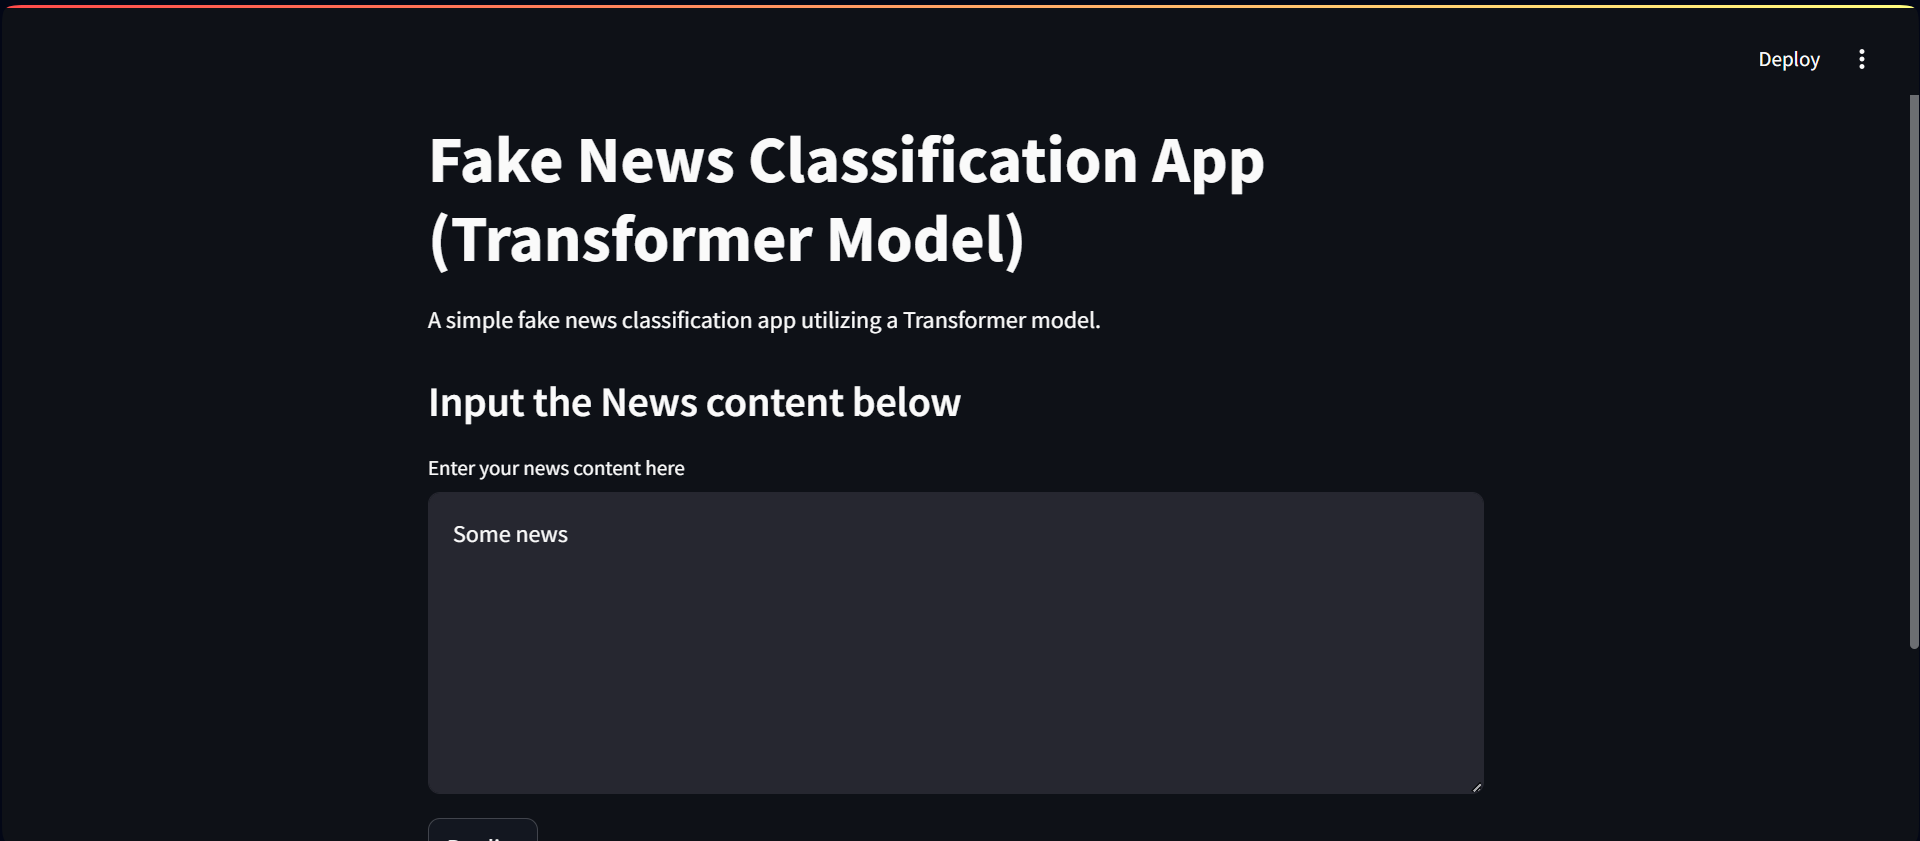 Deploy
Fake News Classification App
(Transformer Model)
A simple fake news classification app utilizing a Transformer model.
Input the News content below
Enter your news content here
Some news